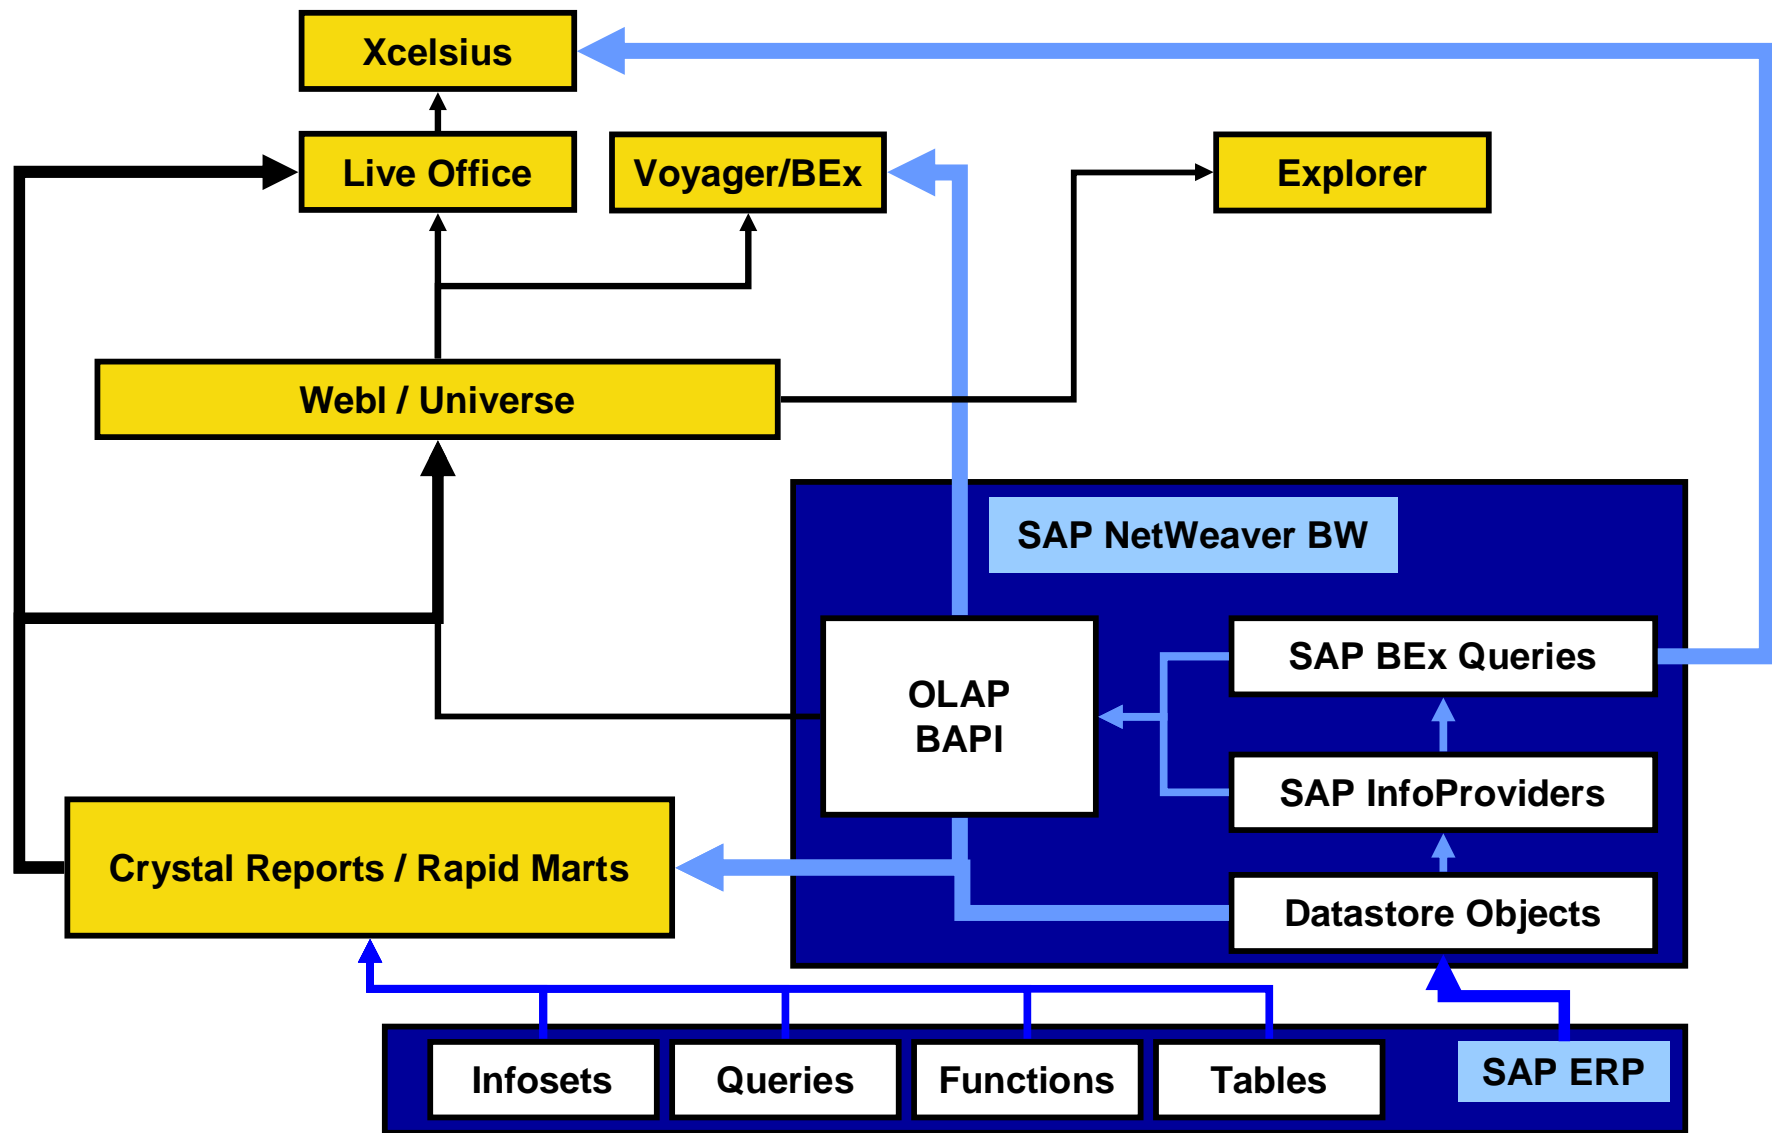 Xcelsius
Live Office
Voyager/BEx
Explorer
WebI / Universe
SAP NetWeaver BW
SAP BEx Queries
OLAP
BAPI
SAP InfoProviders
Crystal Reports / Rapid Marts
Datastore Objects
Infosets
Queries
Functions
Tables
SAP ERP